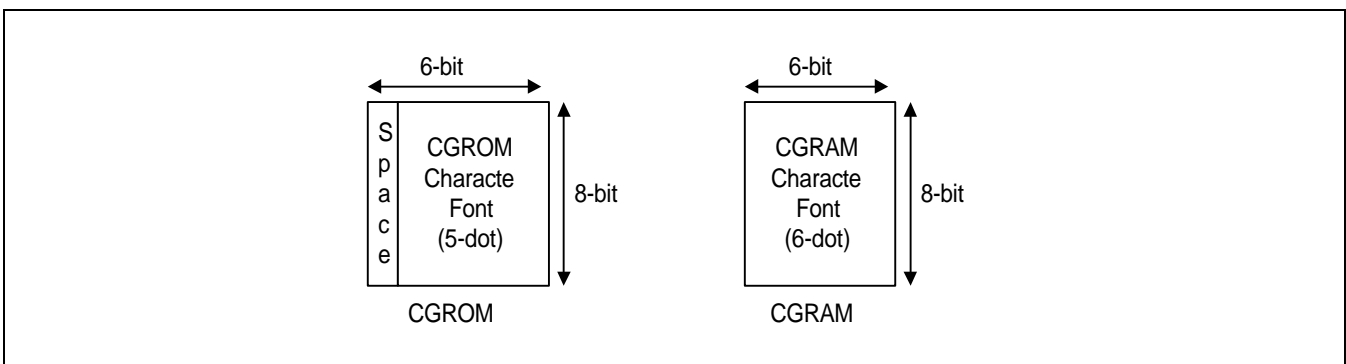 6-bit
S
p
a
c
e
CGROM
Characte
Font
(5-dot)
8-bit
CGROM
6-bit
CGRAM
Characte
Font
(6-dot)
8-bit
CGRAM